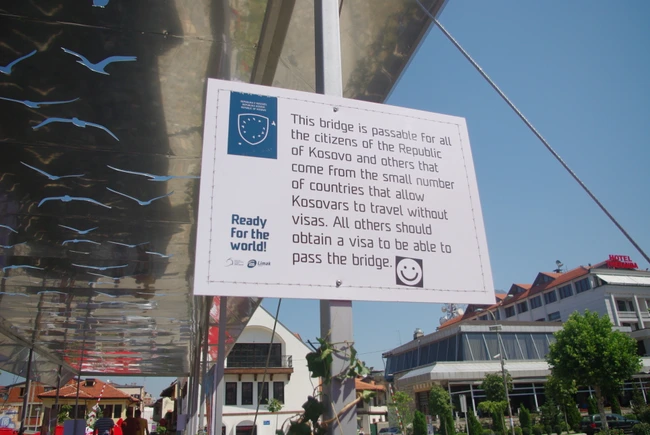 This bridge is passable for all
the citizens of the Republic
of Kosovo and others that
come from the small number
of countries that allow
Kosovars to travel without
visas. All others should
obtain a visa to be able to
pass the bridge.
Ready
for the
world!
HOTEL